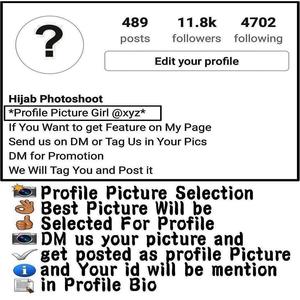 ?
489 11.8k 4702
posts followers following
Edit your profile
Hijab Photoshoot
*Profile Picture Girl @xyz*
If You Want to get Feature on My Page
Send us on DM or Tag Us in Your Pics
DM for Promotion
We Will Tag You and Post it
Profile Picture Selection
Best Picture Will be
Selected For Profile
DM us your picture and
get posted as profile Picture
and Your id will be mention
in Profile Bio